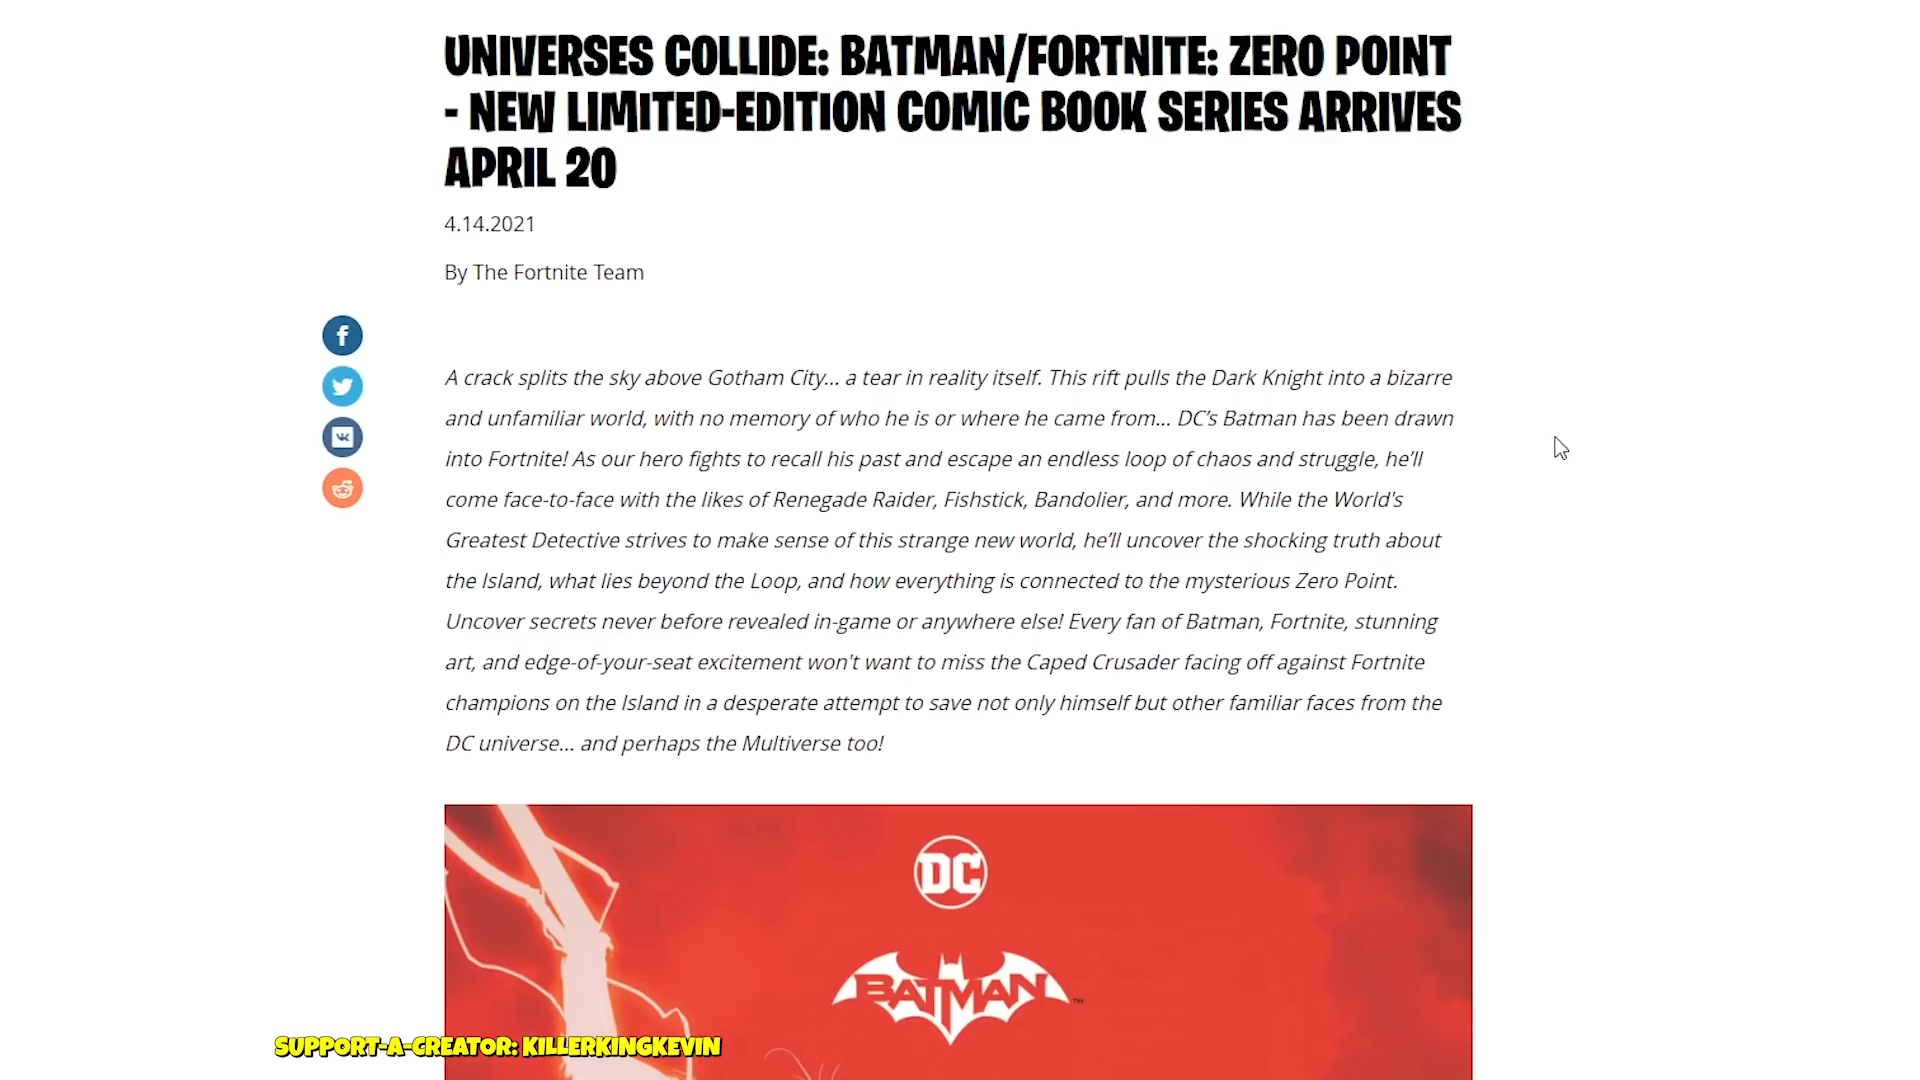 UNIVERSES COLLIDE: BATMAN/FORTNITE: ZERO POINT
- NEW LIMITED-EDITION COMIC BOOK SERIES ARRIVES
APRIL 20
4.14.2021
By The Fortnite Team
A crack splits the sky above Gotham City... a tear in reality itself. This rift pulls the Dark Knight into a bizarre
and unfamiliar world, with no memory of who he is or where he came from... DC’s Batman has been drawn
into Fortnite! As our hero fights to recall his past and escape an endless loop of chaos and struggle, he’ll
come face-to-face with the likes of Renegade Raider, Fishstick, Bandolier, and more. While the World's
Greatest Detective strives to make sense of this strange new world, he’ll uncover the shocking truth about
the Island, what lies beyond the Loop, and how everything is connected to the mysterious Zero Point.
Uncover secrets never before revealed in-game or anywhere else! Every fan of Batman, Fortnite, stunning
art, and edge-of-your-seat excitement won't want to miss the Caped Crusader facing off against Fortnite
champions on the Island in a desperate attempt to save not only himself but other familiar faces from the
DC universe... and perhaps the Multiverse too!
DC
BATMAN™
SUPPORT-A-CREATOR: KILLERKINGKEVIN